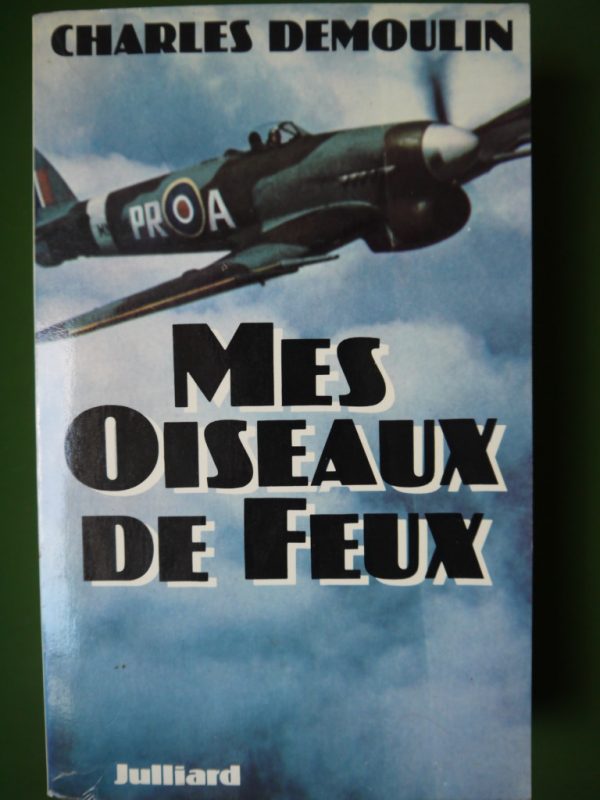 CHARLES DEMOULIN
PR A
MES
OISEAUX
DE FEUX
Julliard